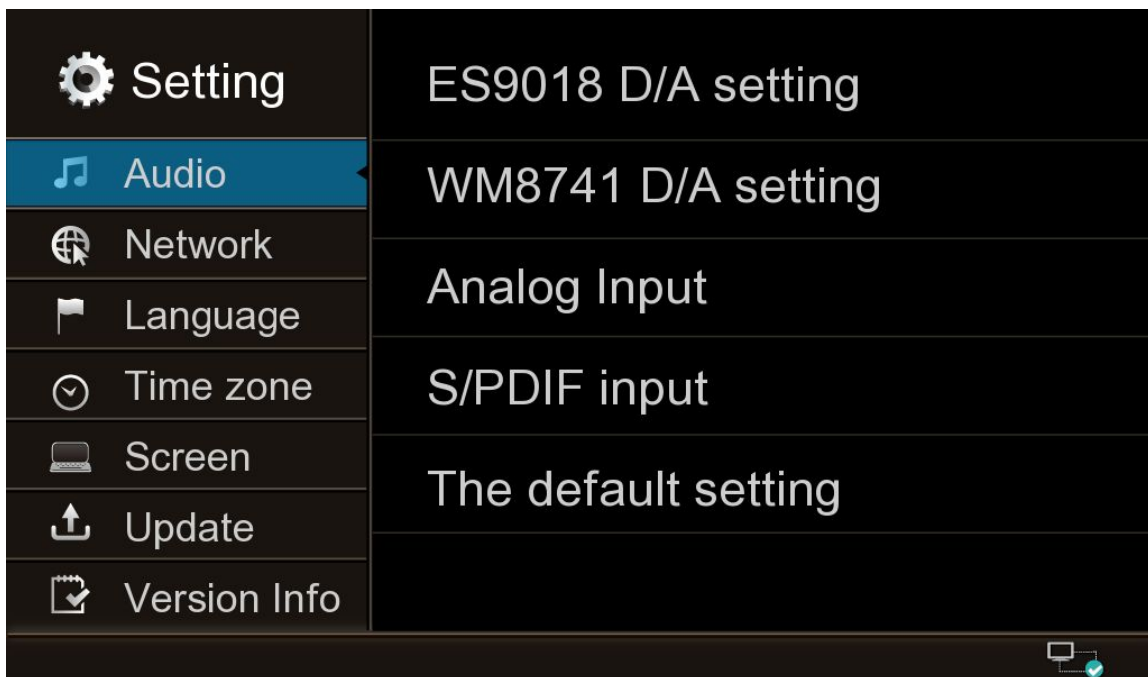 Setting
Audio
Network
Language
Time zone
Screen
Update
Version Info
ES9018 D/A setting
WM8741 D/A setting
Analog Input
S/PDIF input
The default setting